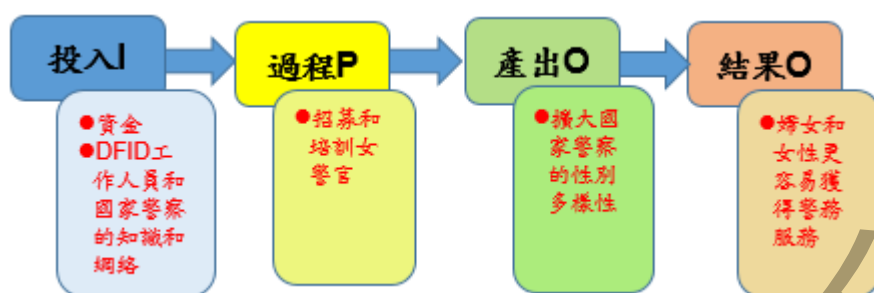 投入I
過程P
產出O
結果O
●資金
●DFID工
作人員和
國家警察
的知識和
網絡
●招募和
培訓女
警官
●擴大國
家警察
的性別
多樣性
●婦女和
女性更
容易獲
得警務
服務